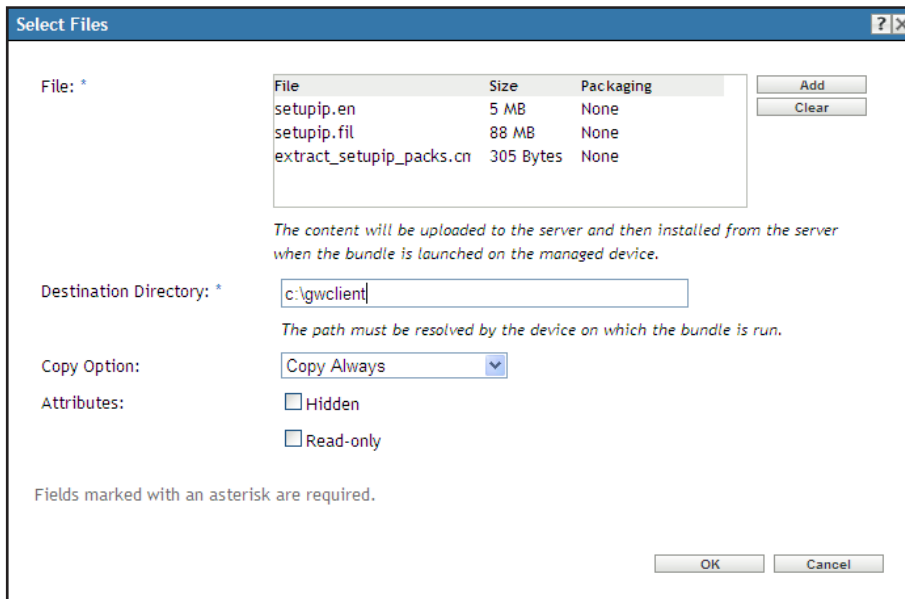 Select Files
?
File: *
File Size Packaging
Add
setupip.en 5 MB None
Clear
setupip.fil 88 MB None
extract_setupip_packs.cm 305 Bytes None
The content will be uploaded to the server and then installed from the server
when the bundle is launched on the managed device.
Destination Directory: *
c:\gwclient
The path must be resolved by the device on which the bundle is run.
Copy Option:
Copy Always
Attributes:
Hidden
Read-only
Fields marked with an asterisk are required.
OK
Cancel